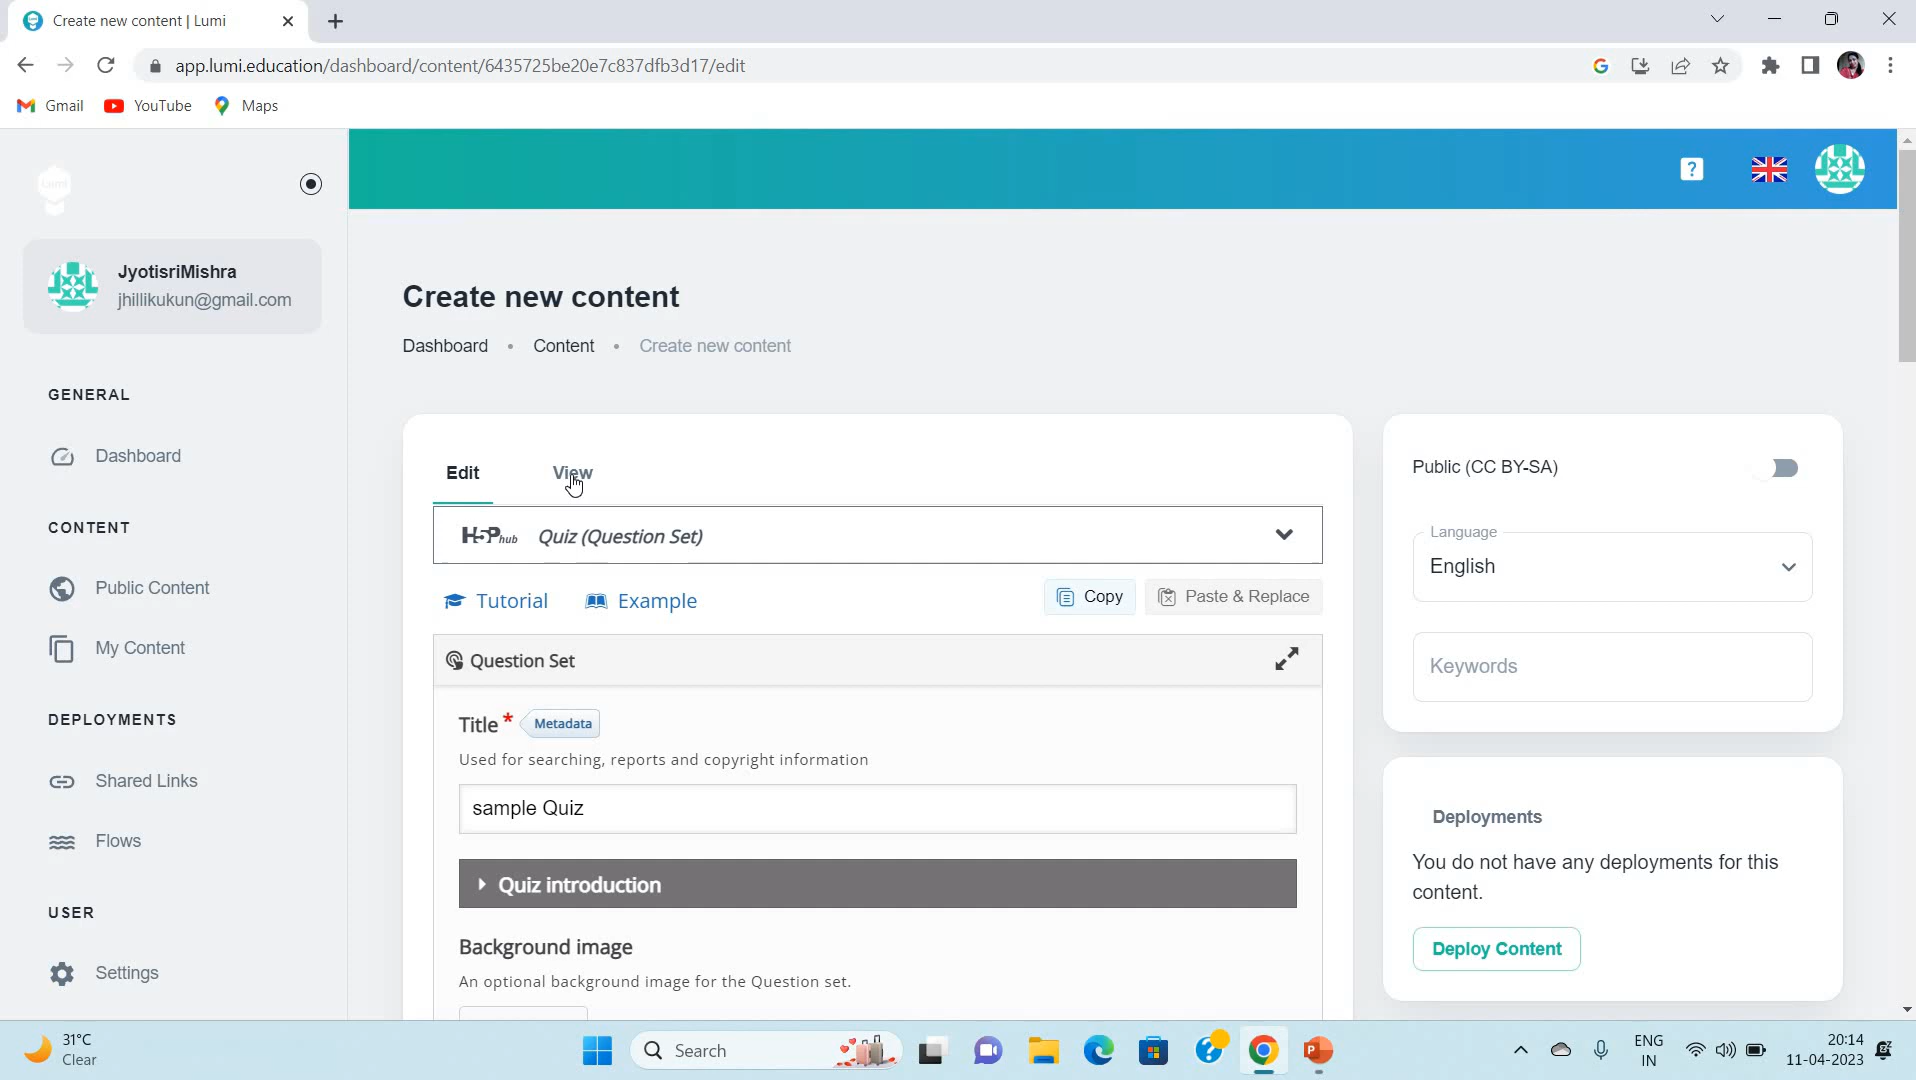 Create new content | Lumi
app.lumi.education/dashboard/content/6435725be20e7c837dfb3d17/edit
Gmail YouTube Maps
Lumi
JyotisriMishra
jhillikukun@gmail.com
GENERAL
Dashboard
CONTENT
Public Content
My Content
DEPLOYMENTS
Shared Links
Flows
USER
Settings
?
Create new content
Dashboard • Content • Create new content
Edit View
H5P hub Quiz (Question Set)
Tutorial Example Copy Paste & Replace
Question Set
Title * Metadata
Used for searching, reports and copyright information
sample Quiz
Quiz introduction
Background image
An optional background image for the Question set.
Public (CC BY-SA)
Language
English
Keywords
Deployments
You do not have any deployments for this
content.
Deploy Content
31°C
Clear
Search
ENG
IN
20:14
11-04-2023